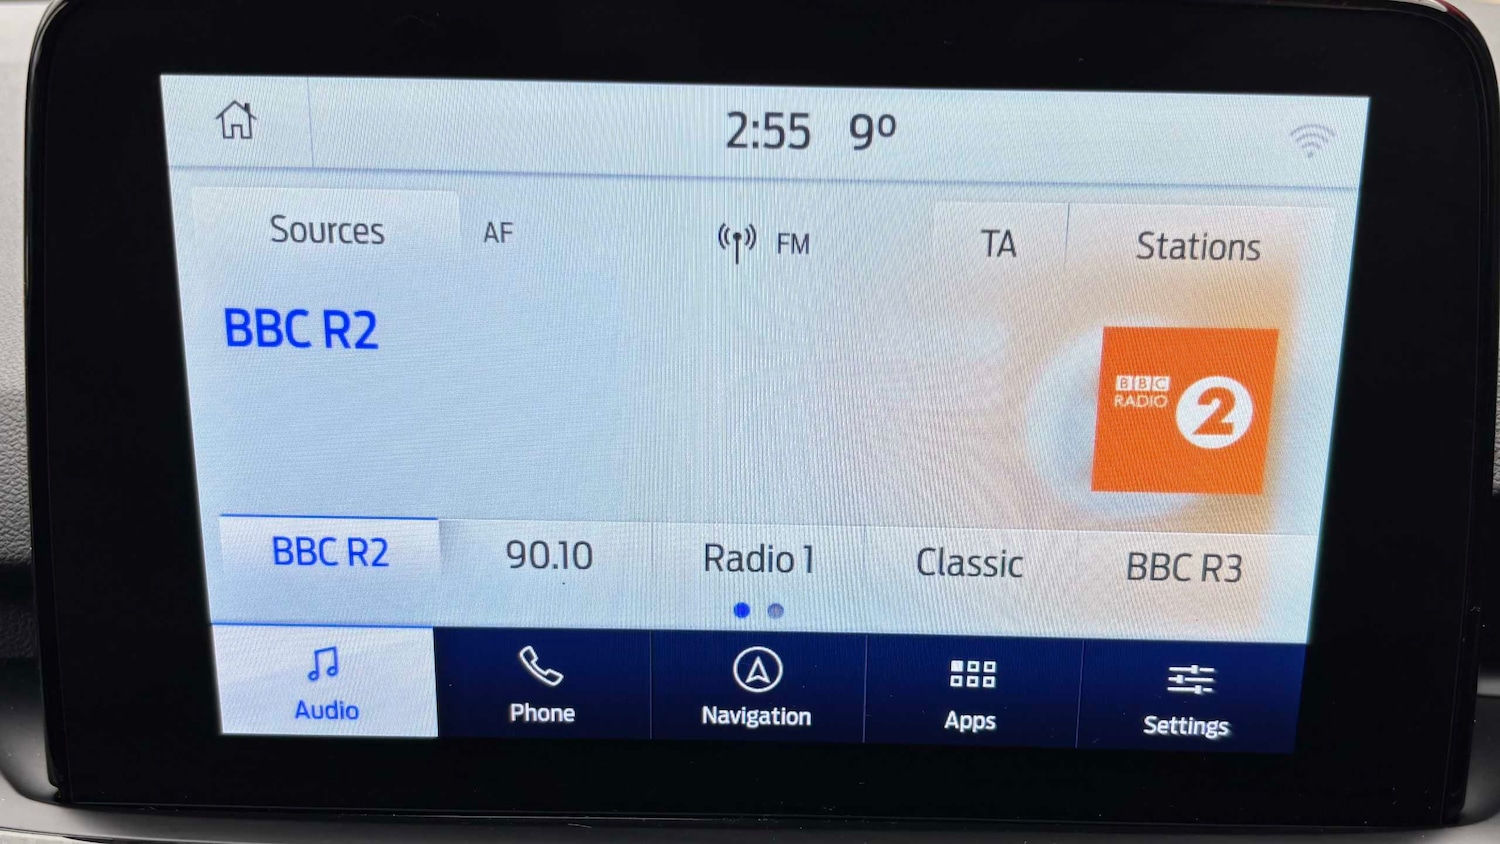 2:55 9º
Sources AF FM TA Stations
BBC R2
BBC
RADIO 2
BBC R2 90.10 Radio 1 Classic BBC R3
Audio Phone Navigation Apps Settings